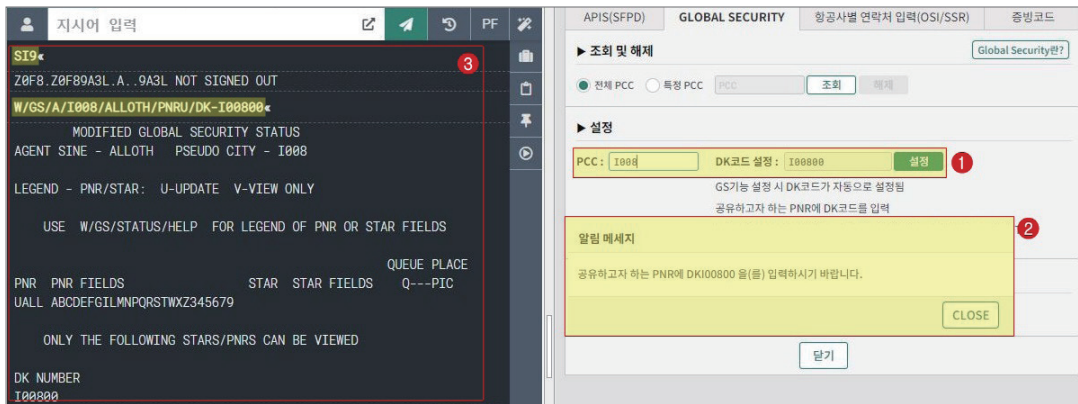 지시어 입력
PF
SI9«
3
Z0F8.Z0F89A3L.A..9A3L NOT SIGNED OUT
W/GS/A/I008/ALLOTH/PNRU/DK-I00800«
MODIFIED GLOBAL SECURITY STATUS
AGENT SINE - ALLOTH PSEUDO CITY - I008
LEGEND - PNR/STAR: U-UPDATE V-VIEW ONLY
USE W/GS/STATUS/HELP FOR LEGEND OF PNR OR STAR FIELDS
QUEUE PLACE
PNR PNR FIELDS STAR STAR FIELDS Q---PIC
UALL ABCDEFGILMNPQRSTWXZ345679
ONLY THE FOLLOWING STARS/PNRS CAN BE VIEWED
DK NUMBER
I00800
APIS(SFPD) GLOBAL SECURITY 항공사별 연락처 입력(OSI/SSR) 증빙코드
▶ 조회 및 해제 Global Security란?
전체 PCC 특정 PCC PCC 조회 해제
▶ 설정
PCC : I008 DK코드 설정 : I00800 설정 1
GS기능 설정 시 DK코드가 자동으로 설정됨
공유하고자 하는 PNR에 DK코드를 입력
2
알림 메세지
공유하고자 하는 PNR에 DKI00800 을(를) 입력하시기 바랍니다.
CLOSE
닫기